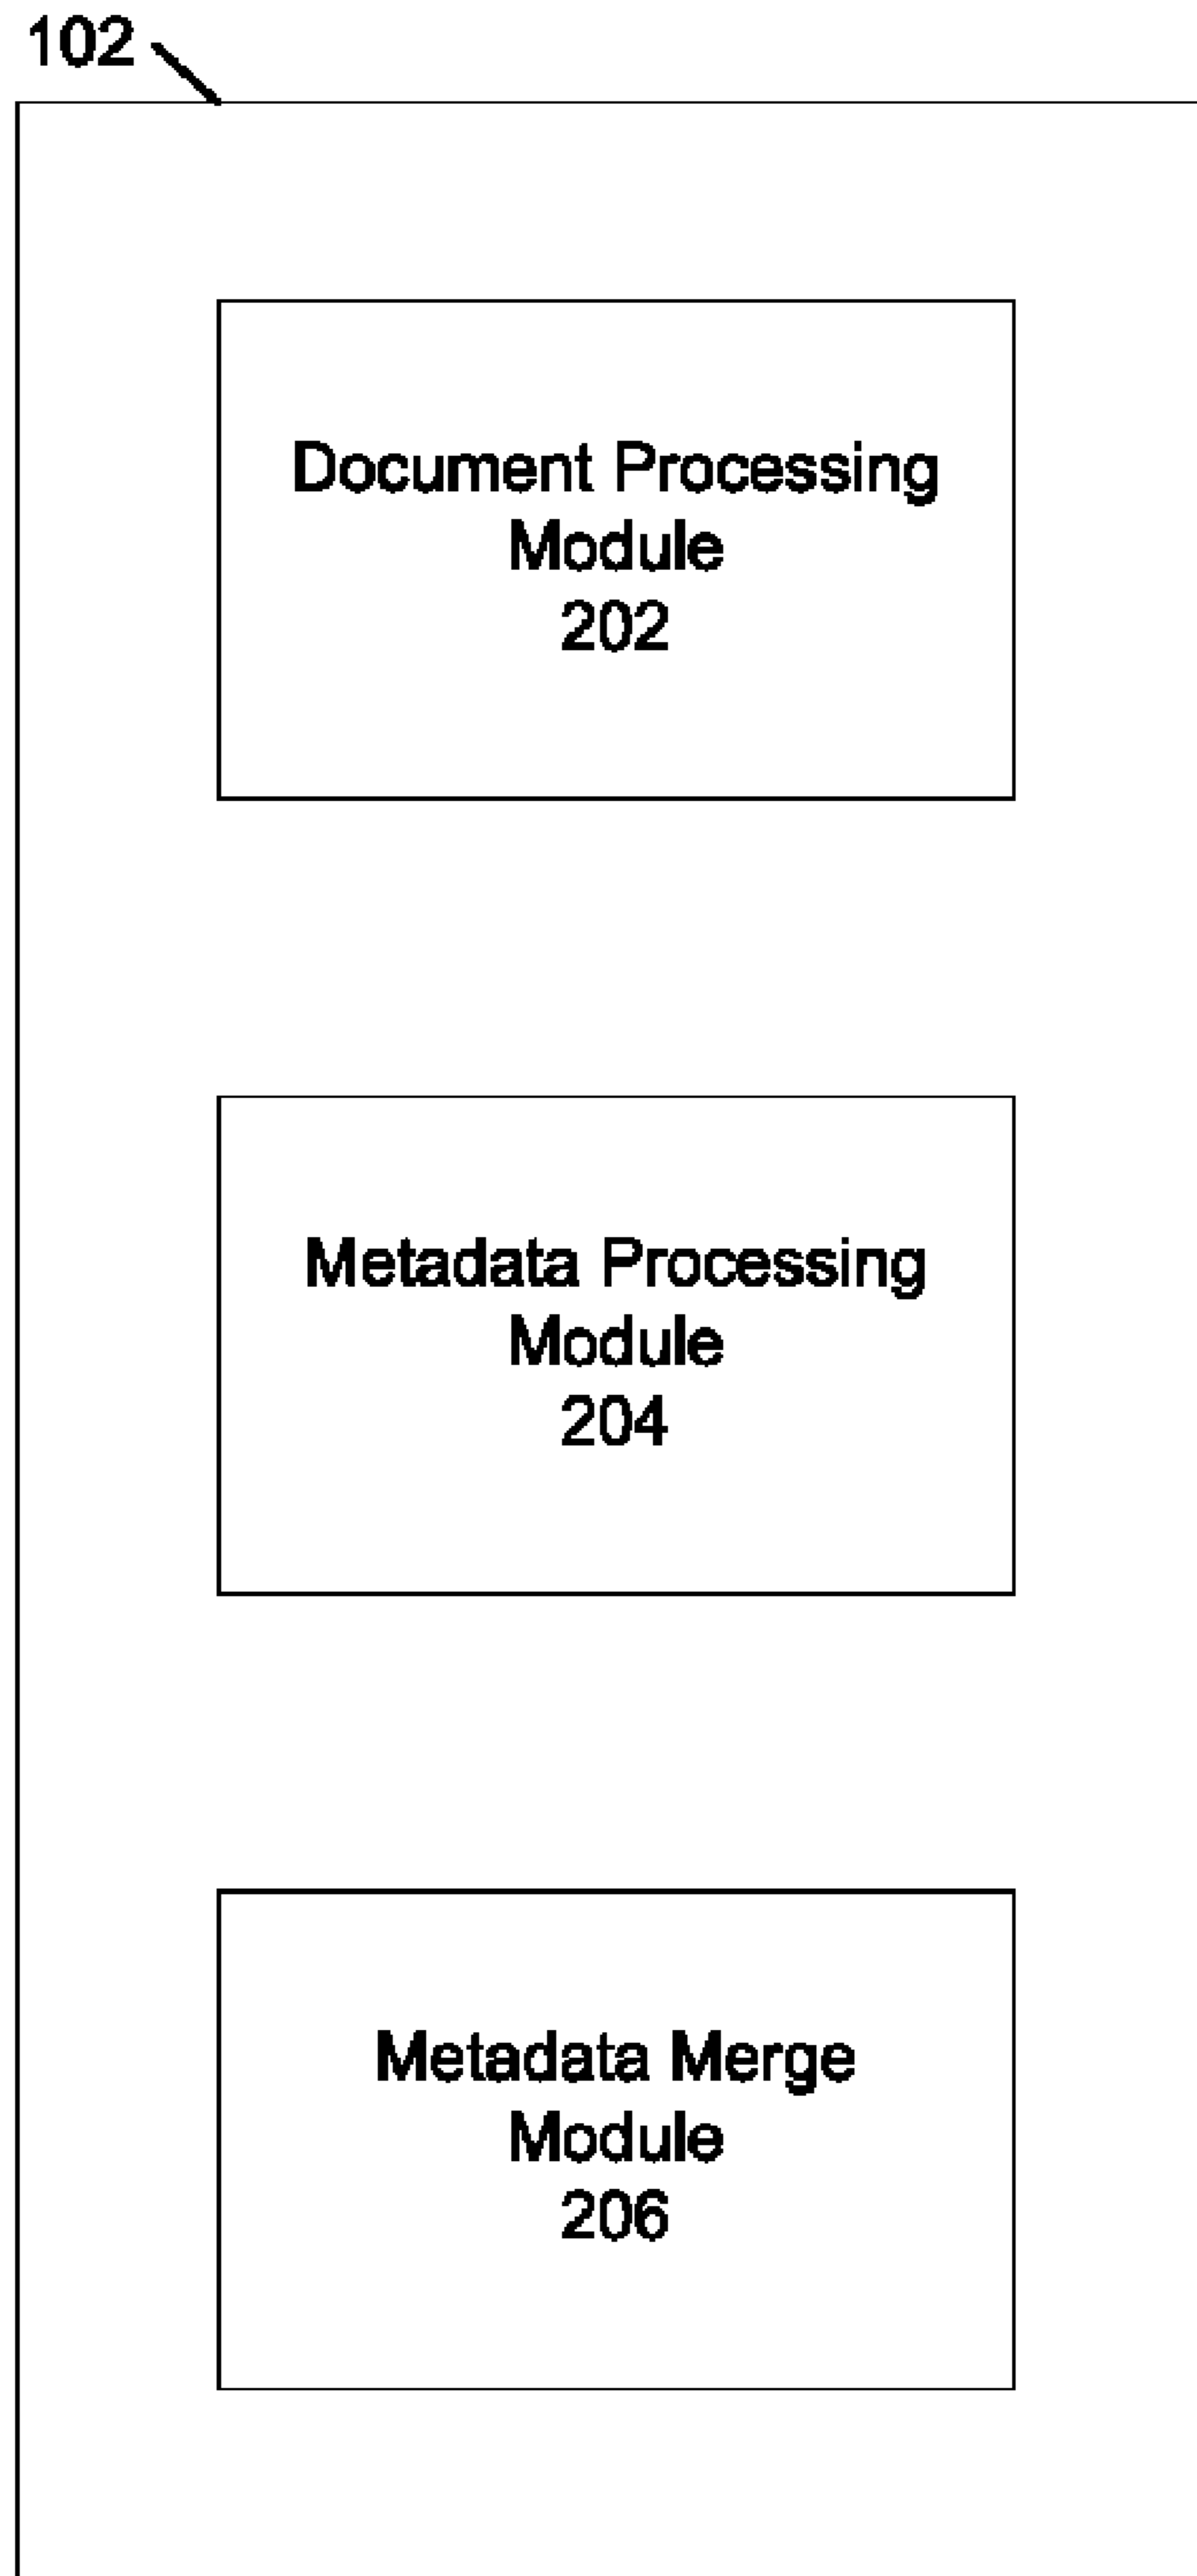 102
Document Processing
Module
202
Metadata Processing
Module
204
Metadata Merge
Module
206